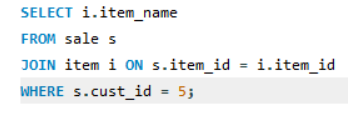 SELECT i.item_name
FROM sale s
JOIN item i ON s.item_id = i.item_id
WHERE s.cust_id = 5;